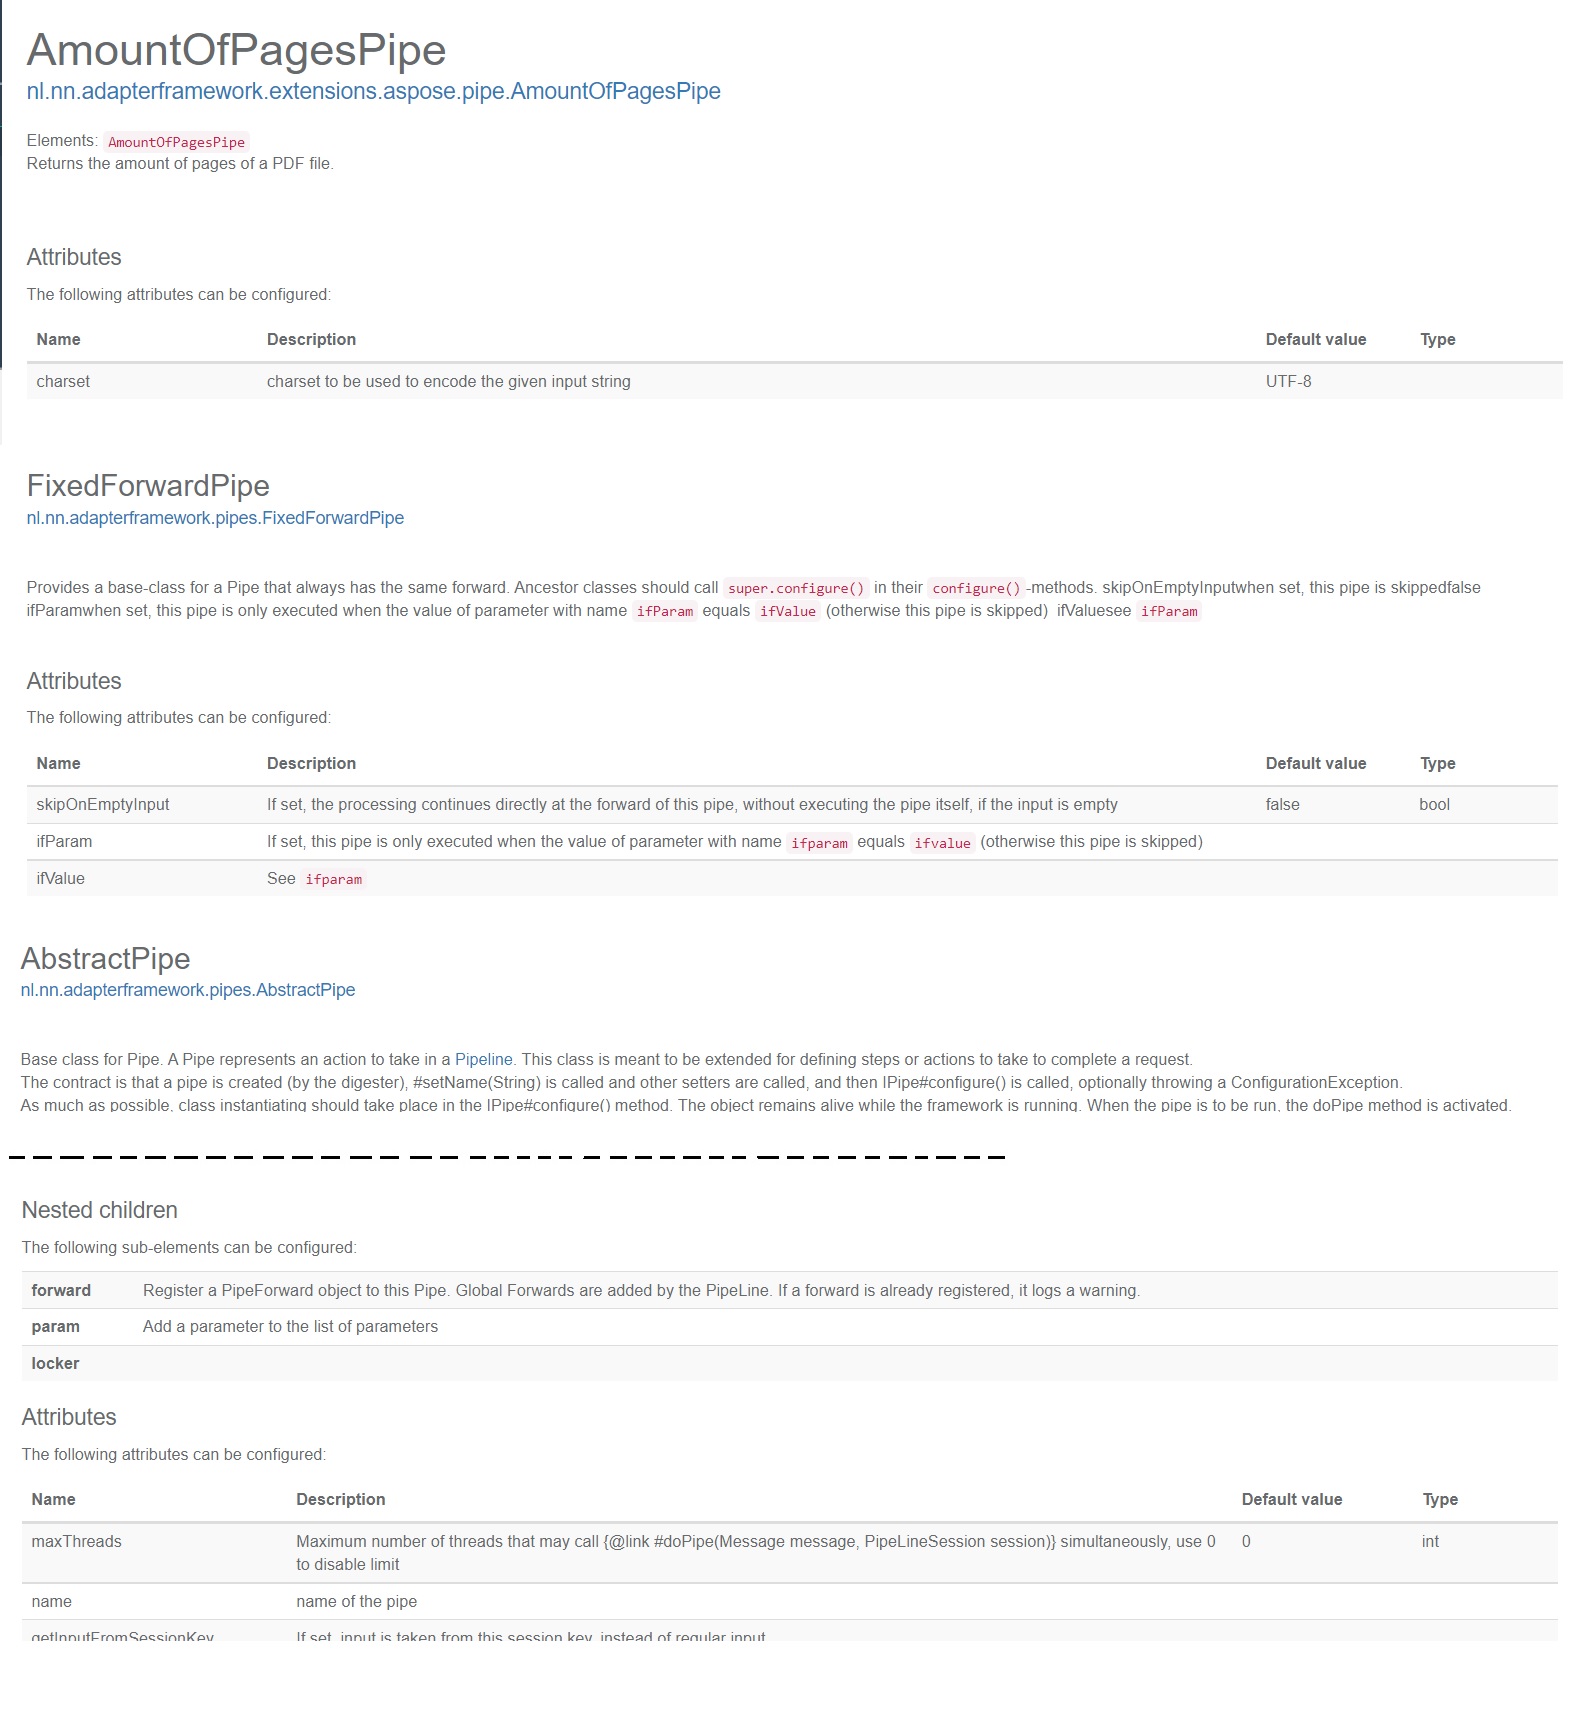 AmountOfPagesPipe
nl.nn.adapterframework.extensions.aspose.pipe.AmountOfPagesPipe
Elements: AmountOfPagesPipe
Returns the amount of pages of a PDF file.
Attributes
The following attributes can be configured:
Name Description Default value Type
charset charset to be used to encode the given input string UTF-8
FixedForwardPipe
nl.nn.adapterframework.pipes.FixedForwardPipe
Provides a base-class for a Pipe that always has the same forward. Ancestor classes should call super.configure() in their configure()-methods. skipOnEmptyInputwhen set, this pipe is skippedfalse
ifParamwhen set, this pipe is only executed when the value of parameter with name ifParam equals ifValue (otherwise this pipe is skipped) ifValuesee ifParam
Attributes
The following attributes can be configured:
Name Description Default value Type
skipOnEmptyInput If set, the processing continues directly at the forward of this pipe, without executing the pipe itself, if the input is empty false bool
ifParam If set, this pipe is only executed when the value of parameter with name ifparam equals ifvalue (otherwise this pipe is skipped)
ifValue See ifparam
AbstractPipe
nl.nn.adapterframework.pipes.AbstractPipe
Base class for Pipe. A Pipe represents an action to take in a Pipeline. This class is meant to be extended for defining steps or actions to take to complete a request.
The contract is that a pipe is created (by the digester), #setName(String) is called and other setters are called, and then IPipe#configure() is called, optionally throwing a ConfigurationException.
As much as possible, class instantiating should take place in the IPipe#configure() method. The object remains alive while the framework is running. When the pipe is to be run, the doPipe method is activated.
Nested children
The following sub-elements can be configured:
forward Register a PipeForward object to this Pipe. Global Forwards are added by the PipeLine. If a forward is already registered, it logs a warning.
param Add a parameter to the list of parameters
locker
Attributes
The following attributes can be configured:
Name Description Default value Type
maxThreads Maximum number of threads that may call {@link #doPipe(Message message, PipeLineSession session)} simultaneously, use 0 0 int
to disable limit
name name of the pipe
getInputFromSessionKey If set, input is taken from this session key, instead of regular input